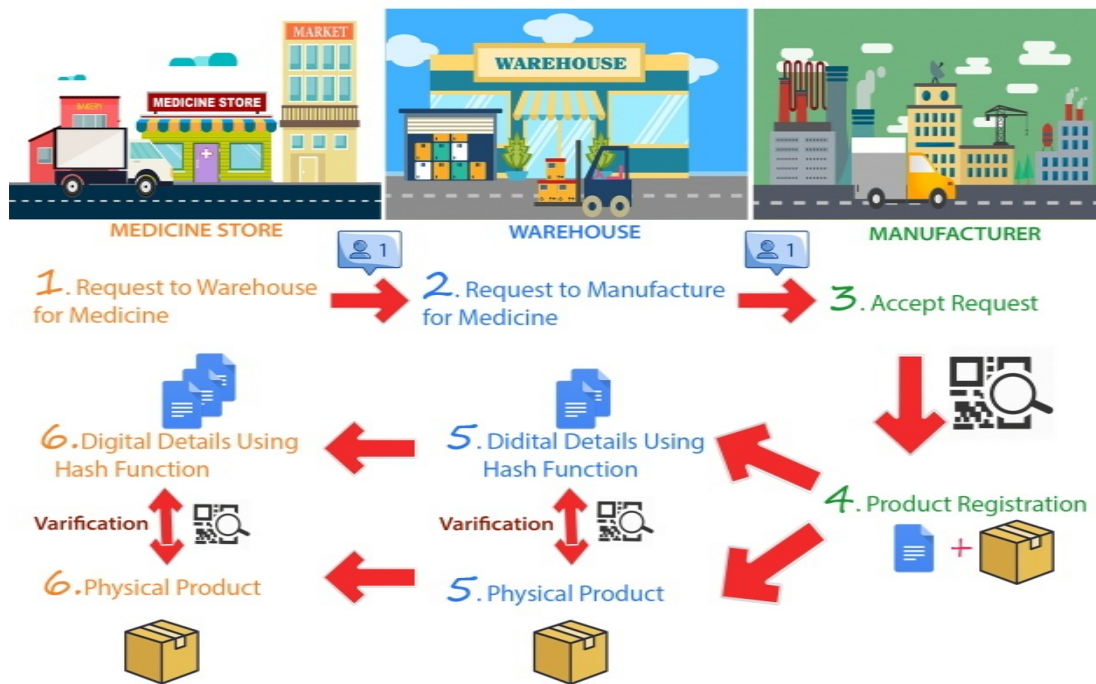 MARKET
BAKERY
MEDICINE STORE
WAREHOUSE
MEDICINE STORE
WAREHOUSE
MANUFACTURER
1
1
1. Request to Warehouse
for Medicine
2. Request to Manufacture
for Medicine
3. Accept Request
6. Digital Details Using
Hash Function
5. Didital Details Using
Hash Function
4. Product Registration
+
Varification
Varification
6. Physical Product
5. Physical Product